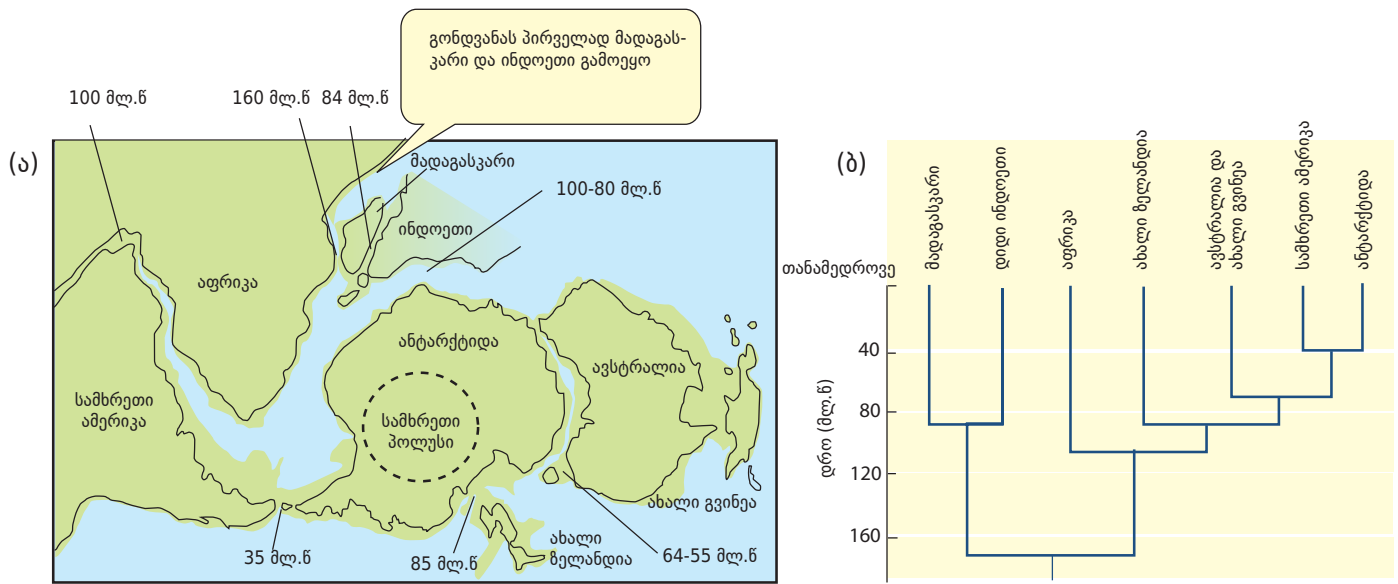 გონდვანას პირველად მადაგას-
კარი და ინდოეთი გამოეყო
100 მლ.წ
160 მლ.წ
84 მლ.წ
(ა)
მადაგასკარი
100-80 მლ.წ
ინდოეთი
აფრიკა
ანტარქტიდა
ავსტრალია
სამხრეთი
ამერიკა
სამხრეთი
პოლუსი
ახალი გვინეა
ახალი
ზელანდია
35 მლ.წ
85 მლ.წ
64-55 მლ.წ
(ბ)
მადაგასკარი
დიდი ინდოეთი
აფრიკა
ახალი ზელანდია
ავსტრალია და
ახალი გვინეა
სამხრეთი ამერიკა
ანტარქტიდა
თანამედროვე
40
80
120
160
დრო (მლ.წ)